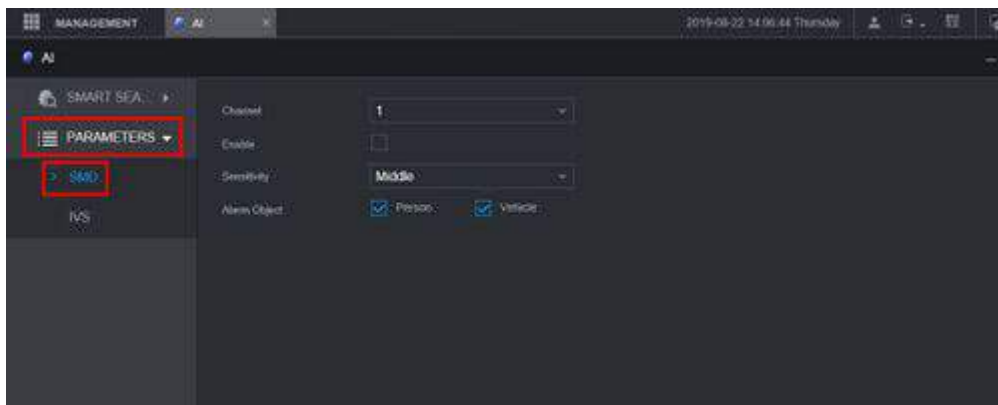 MANAGEMENT AI × 2019-08-22 14:06:44 Thursday
AI
SMART SEA...
PARAMETERS
SMD
IVS
Channel 1
Enable
Sensitivity Middle
Alarm Object Person Vehicle